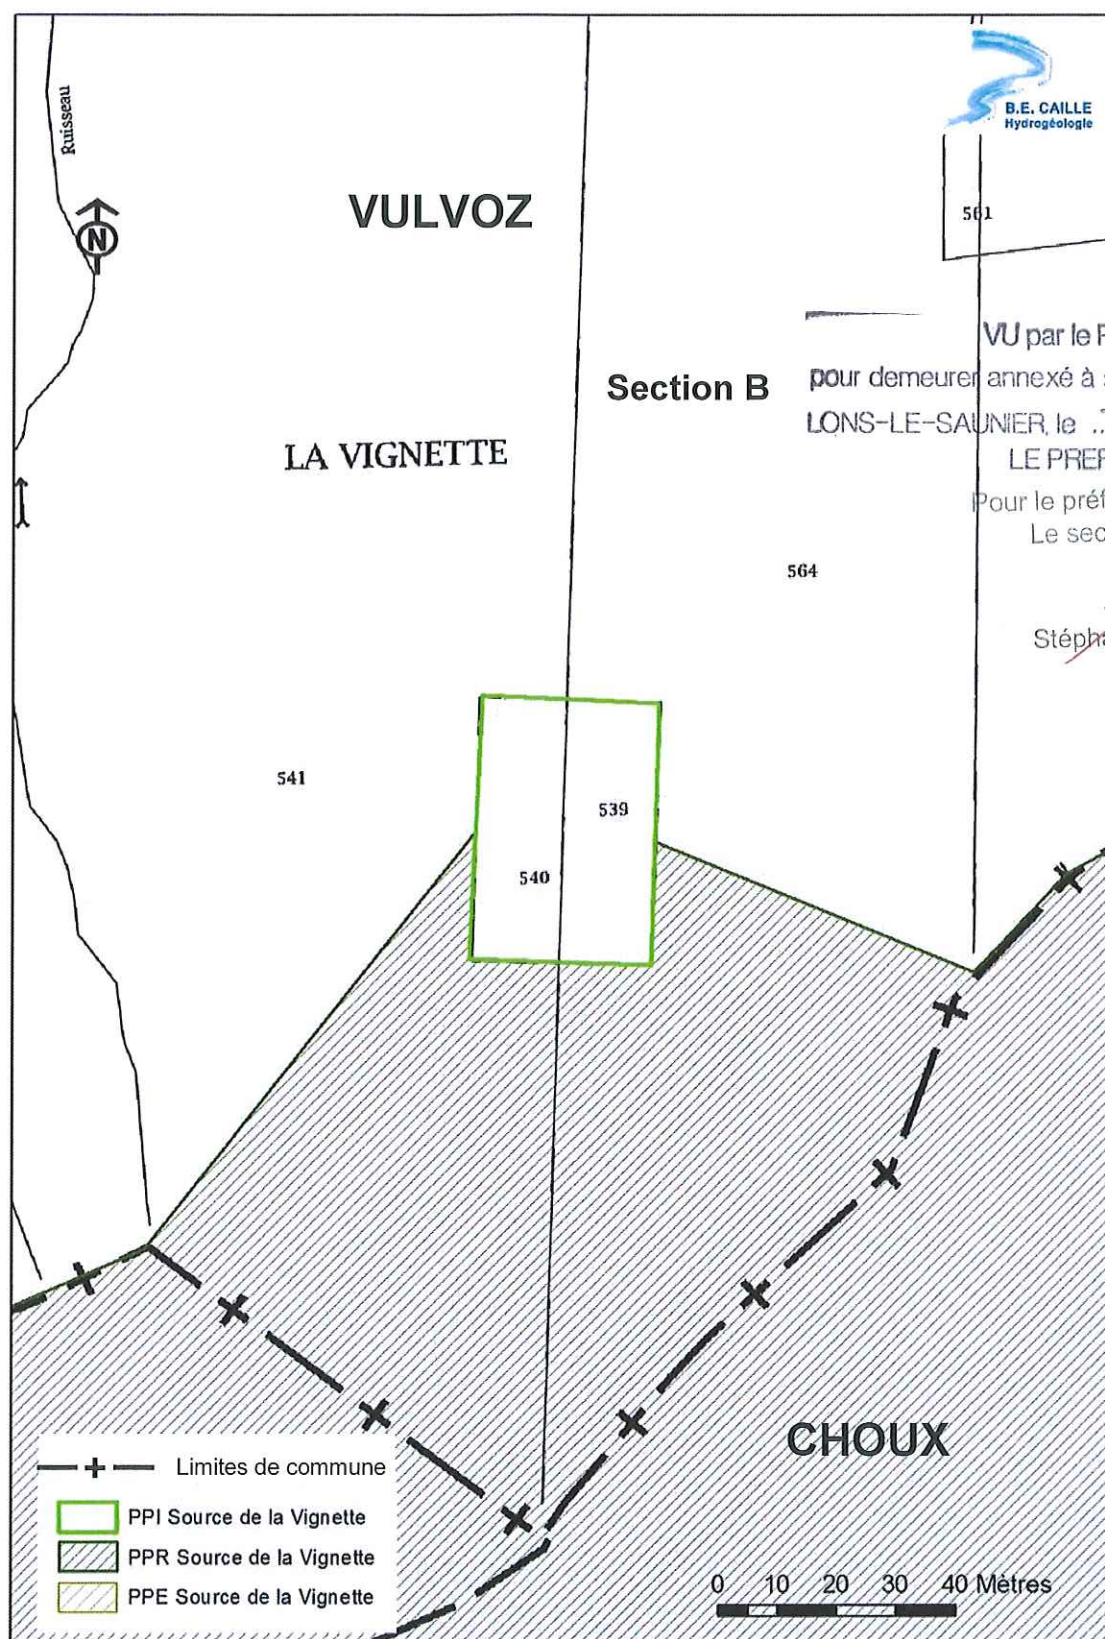 B.E. CAILLE
Hydrogéologie
Ruisseau
VULVOZ
N
561
VU par le
pour demeurer annexé à
Section B
LONS-LE-SAUNIER, le
LA VIGNETTE
LE PREF
Pour le préf
Le sec
564
Stépha
541
539
540
CHOUX
Limites de commune
PPI Source de la Vignette
PPR Source de la Vignette
PPE Source de la Vignette
0 10 20 30 40 Mètres